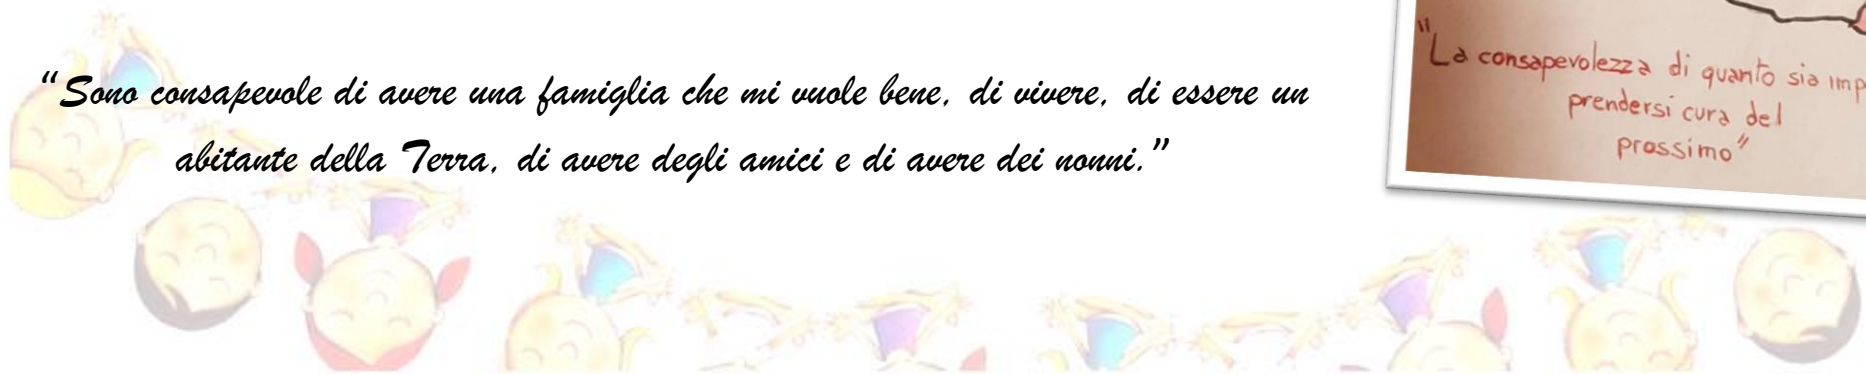 “Sono consapevole di avere una famiglia che mi vuole bene, di vivere, di essere un
abitante della Terra, di avere degli amici e di avere dei nonni.”
"La consapevolezza di quanto sia
prendersi cura del
prossimo"